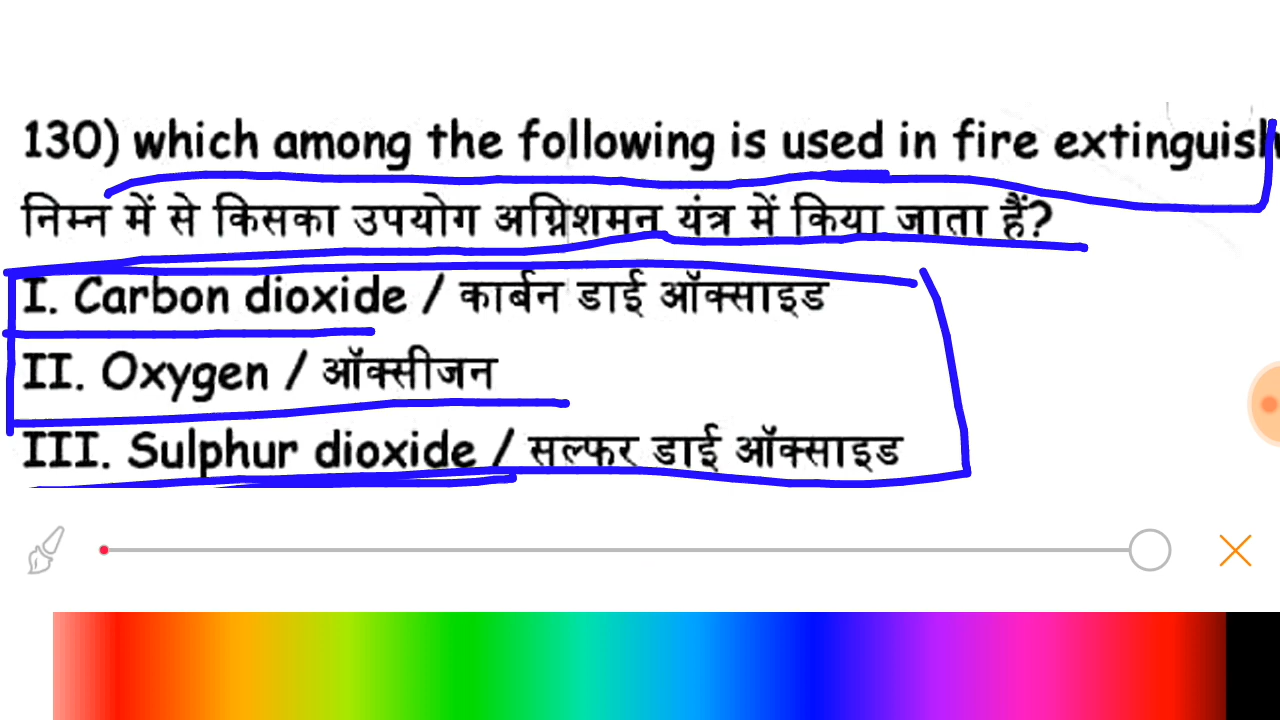 130) which among the following is used in fire extinguish
निम्न में से किसका उपयोग अग्निशमन यंत्र में किया जाता हैं?
I. Carbon dioxide / कार्बन डाई ऑक्साइड
II. Oxygen / ऑक्सीजन
III. Sulphur dioxide / सल्फर डाई ऑक्साइड